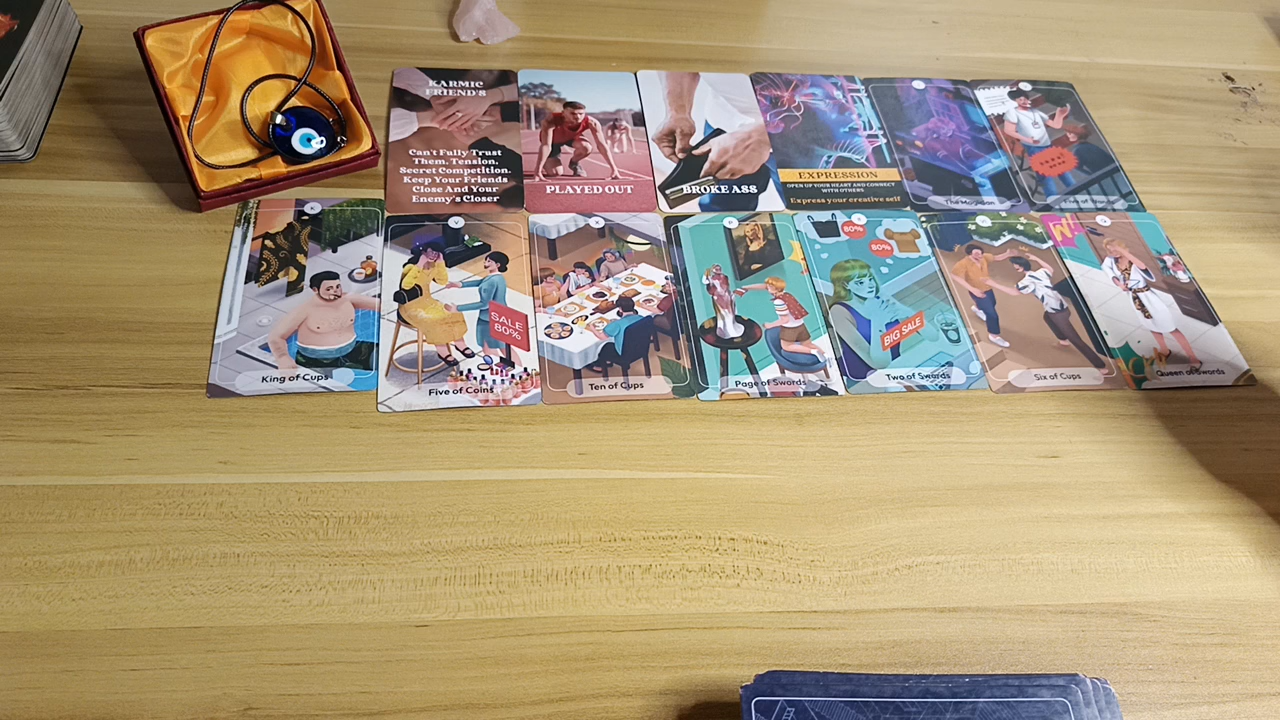 KARMIC
FRIEND'S
Can't Fully Trust
Them. Tension.
Secret Competition.
Keep Your Friends
Close And Your
Enemy's Closer
PLAYED OUT
BROKE ASS
EXPRESSION
OPEN UP YOUR HEART AND CONNECT
WITH OTHERS
Express your creative self
The Magician
K
King of Cups
V
SALE
80%
Five of Coins
X
Ten of Cups
P
Page of Swords
80%
80%
BIG SALE
Two of Swords
Six of Cups
W
Q
Queen of Swords